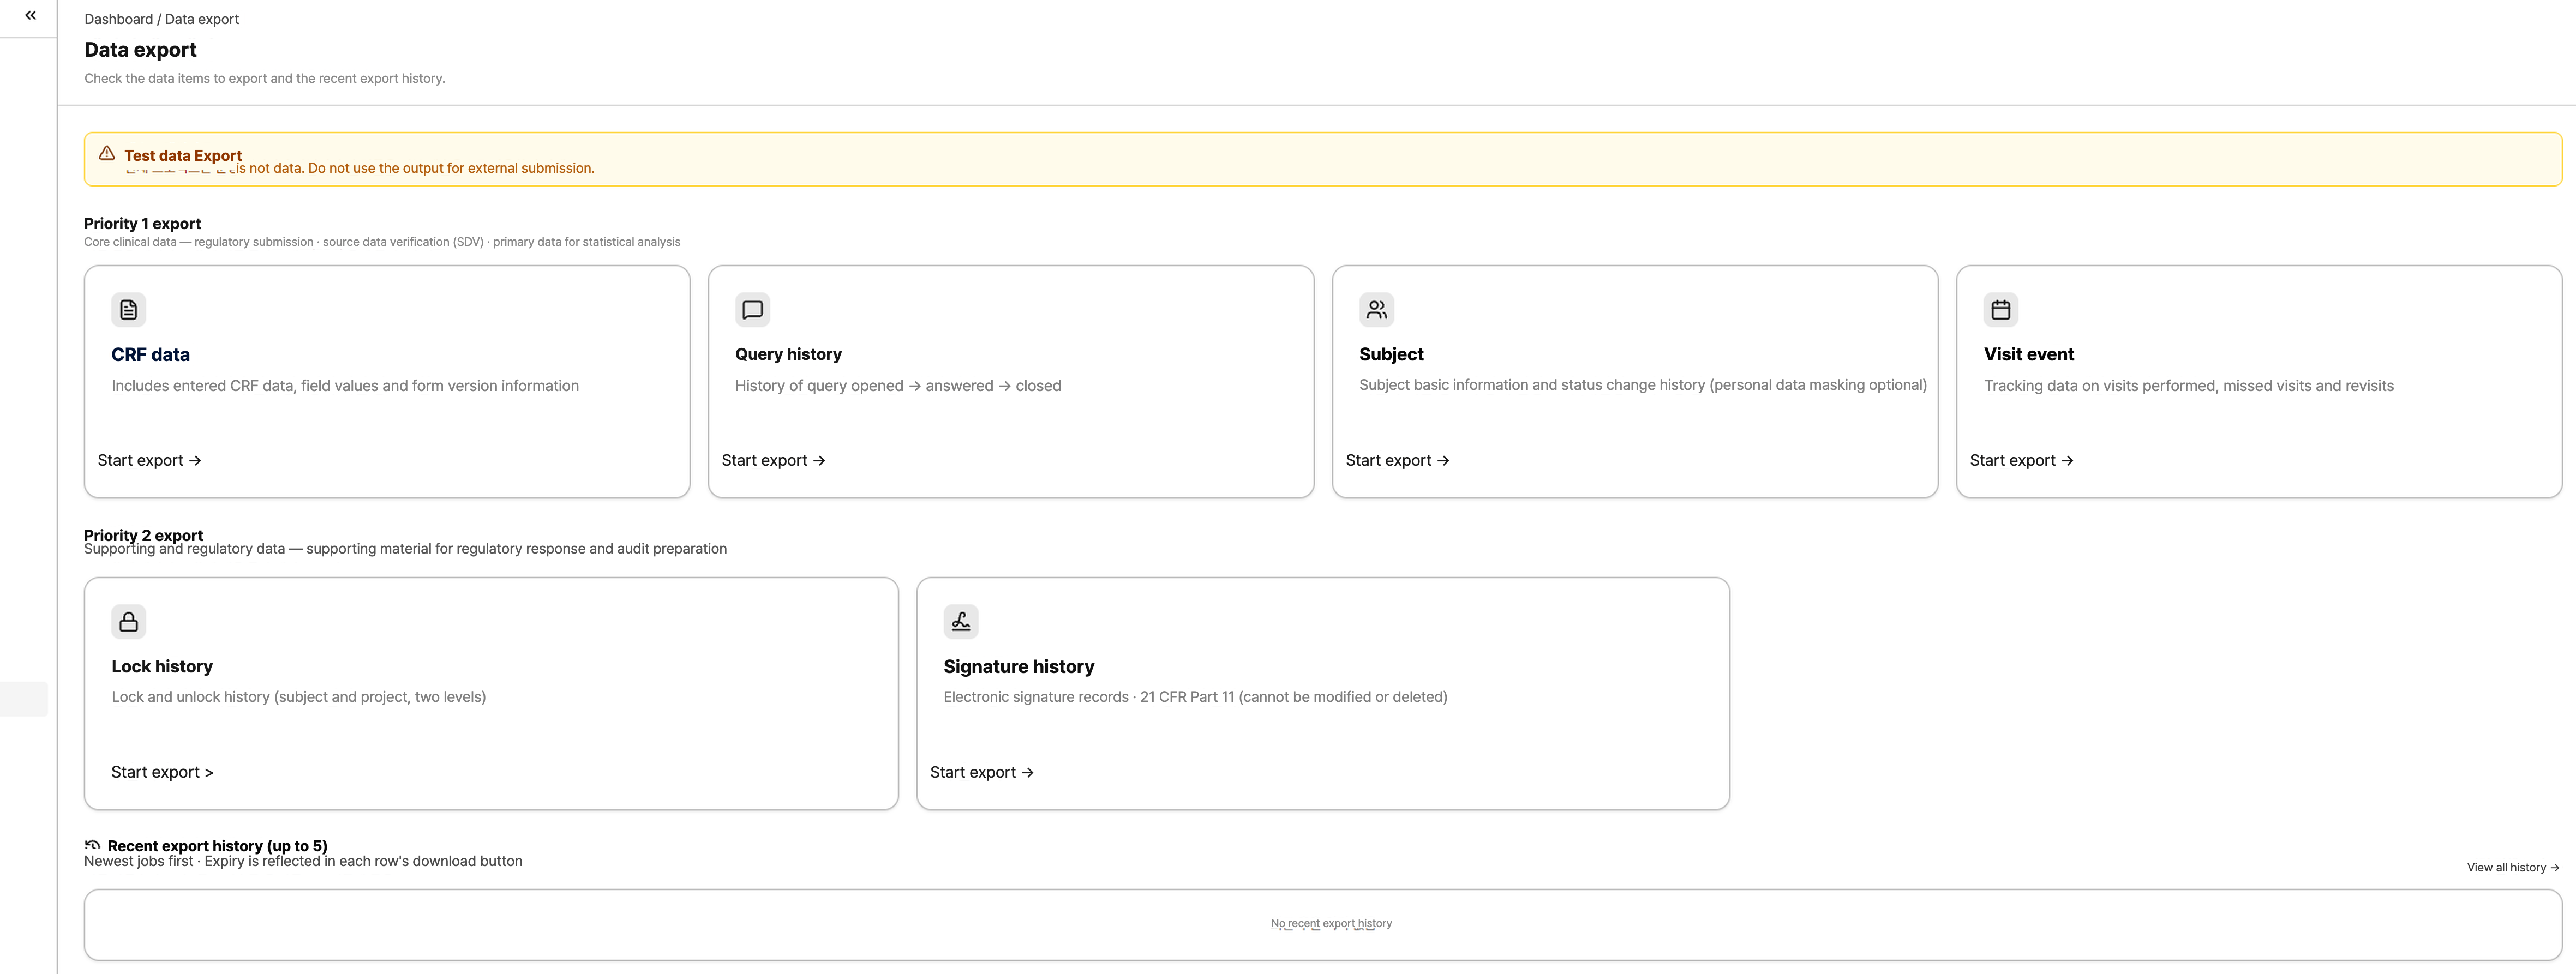 Dashboard / Data export
Data export
Check the data items to export and the recent export history.
Test data Export
is not data. Do not use the output for external submission.
Priority 1 export
Core clinical data — regulatory submission · source data verification (SDV) · primary data for statistical analysis
CRF data
Includes entered CRF data, field values and form version information
Start export →
Query history
History of query opened → answered → closed
Start export →
Subject
Subject basic information and status change history (personal data masking optional)
Start export →
Visit event
Tracking data on visits performed, missed visits and revisits
Start export →
Priority 2 export
Supporting and regulatory data — supporting material for regulatory response and audit preparation
Lock history
Lock and unlock history (subject and project, two levels)
Start export >
Signature history
Electronic signature records · 21 CFR Part 11 (cannot be modified or deleted)
Start export →
Recent export history (up to 5)
Newest jobs first · Expiry is reflected in each row's download button
View all history →
No recent export history